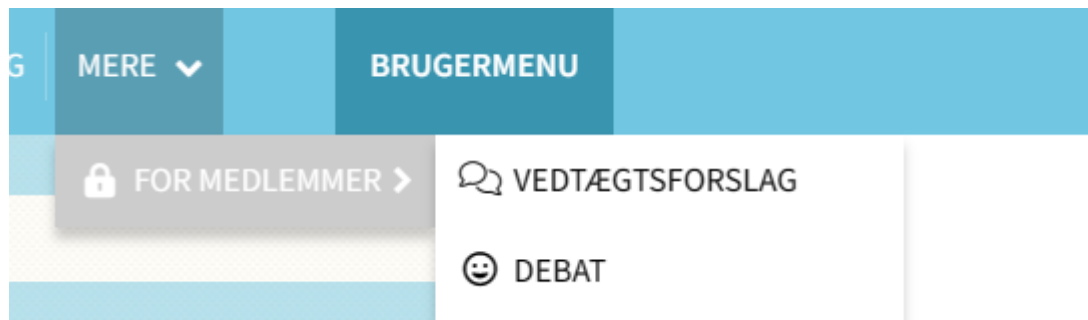 G MERE BRUGERMENU
FOR MEDLEMMER VEDTÆGTSFORSLAG
DEBAT